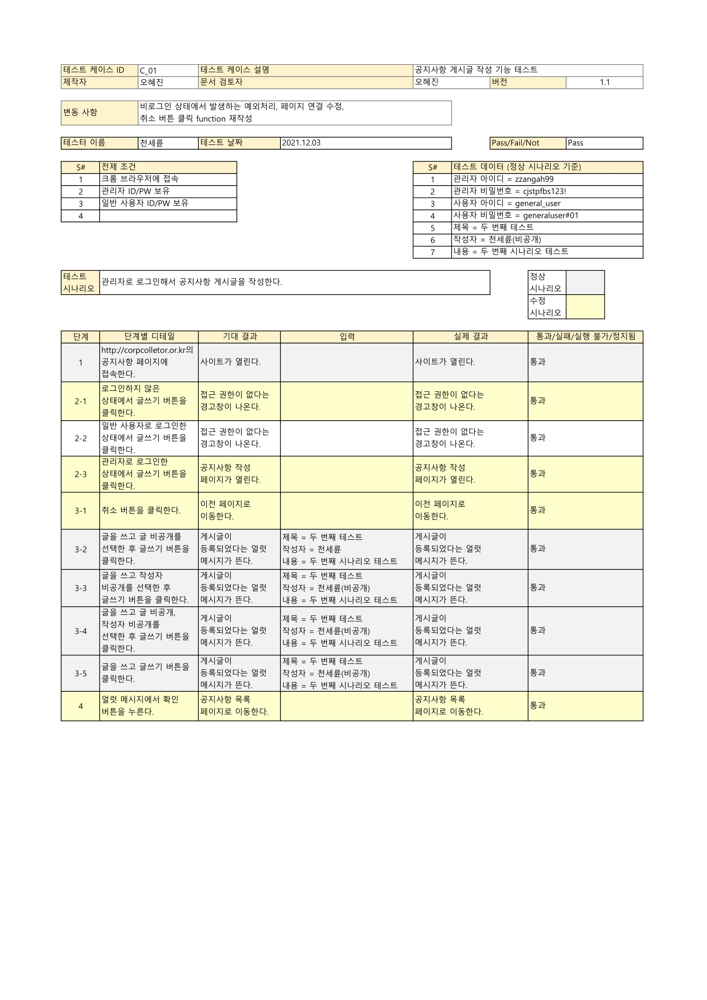 테스트 케이스 ID C_01 테스트 케이스 설명 공지사항 게시글 작성 기능 테스트
제작자 오혜진 문서 검토자 오혜진 버전 1.1
변동 사항
비로그인 상태에서 발생하는 예외처리, 페이지 연결 수정,
취소 버튼 클릭 function 재작성
테스터 이름 천세륜 테스트 날짜 2021.12.03 Pass/Fail/Not Pass
S# 전제 조건
1 크롬 브라우저에 접속
2 관리자 ID/PW 보유
3 일반 사용자 ID/PW 보유
4
S# 테스트 데이터 (정상 시나리오 기준)
1 관리자 아이디 = zzangah99
2 관리자 비밀번호 = cjstpfbs123!
3 사용자 아이디 = general_user
4 사용자 비밀번호 = generaluser#01
5 제목 = 두 번째 테스트
6 작성자 = 천세륜(비공개)
7 내용 = 두 번째 시나리오 테스트
테스트
시나리오
관리자로 로그인해서 공지사항 게시글을 작성한다.
정상
시나리오
수정
시나리오
단계 단계별 디테일 기대 결과 입력 실제 결과 통과/실패/실행 불가/정지됨
1
http://corpcolletor.or.kr의
공지사항 페이지에
접속한다.
사이트가 열린다.
사이트가 열린다.
통과
2-1
로그인하지 않은
상태에서 글쓰기 버튼을
클릭한다.
접근 권한이 없다는
경고창이 나온다.
접근 권한이 없다는
경고창이 나온다.
통과
2-2
일반 사용자로 로그인한
상태에서 글쓰기 버튼을
클릭한다.
접근 권한이 없다는
경고창이 나온다.
접근 권한이 없다는
경고창이 나온다.
통과
2-3
관리자로 로그인한
상태에서 글쓰기 버튼을
클릭한다.
공지사항 작성
페이지가 열린다.
공지사항 작성
페이지가 열린다.
통과
3-1
취소 버튼을 클릭한다.
이전 페이지로
이동한다.
이전 페이지로
이동한다.
통과
3-2
글을 쓰고 글 비공개를
선택한 후 글쓰기 버튼을
클릭한다.
게시글이
등록되었다는 얼럿
메시지가 뜬다.
제목 = 두 번째 테스트
작성자 = 천세륜
내용 = 두 번째 시나리오 테스트
게시글이
등록되었다는 얼럿
메시지가 뜬다.
통과
3-3
글을 쓰고 작성자
비공개를 선택한 후
글쓰기 버튼을 클릭한다.
게시글이
등록되었다는 얼럿
메시지가 뜬다.
제목 = 두 번째 테스트
작성자 = 천세륜(비공개)
내용 = 두 번째 시나리오 테스트
게시글이
등록되었다는 얼럿
메시지가 뜬다.
통과
3-4
글을 쓰고 글 비공개,
작성자 비공개를
선택한 후 글쓰기 버튼을
클릭한다.
게시글이
등록되었다는 얼럿
메시지가 뜬다.
제목 = 두 번째 테스트
작성자 = 천세륜(비공개)
내용 = 두 번째 시나리오 테스트
게시글이
등록되었다는 얼럿
메시지가 뜬다.
통과
3-5
글을 쓰고 글쓰기 버튼을
클릭한다.
게시글이
등록되었다는 얼럿
메시지가 뜬다.
제목 = 두 번째 테스트
작성자 = 천세륜(비공개)
내용 = 두 번째 시나리오 테스트
게시글이
등록되었다는 얼럿
메시지가 뜬다.
통과
4
얼럿 메시지에서 확인
버튼을 누른다.
공지사항 목록
페이지로 이동한다.
공지사항 목록
페이지로 이동한다.
통과